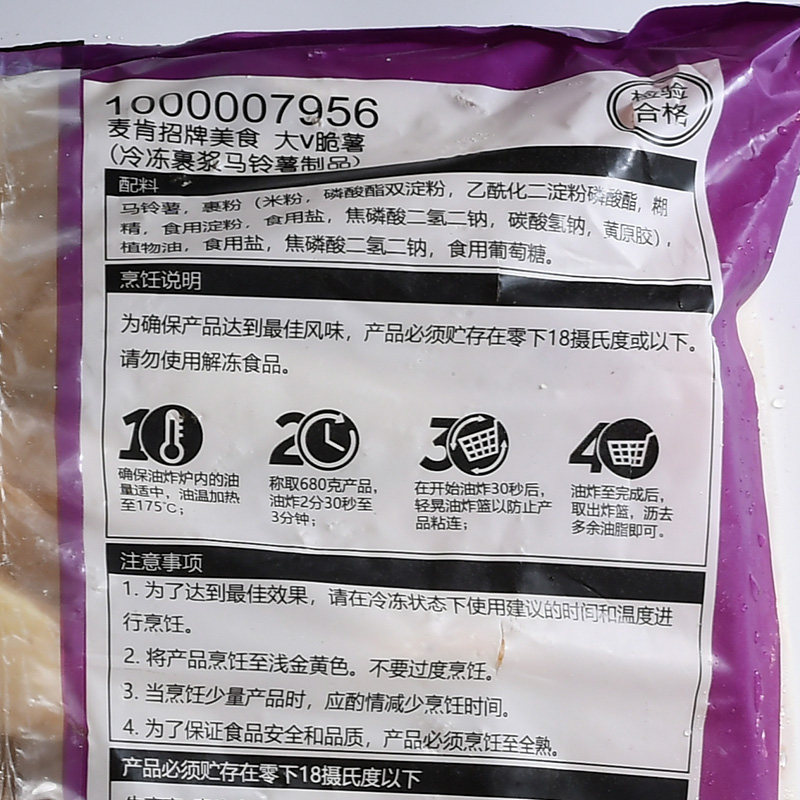 1000007956
检验
合格
麦肯招牌美食 大V脆薯
(冷冻裹浆马铃薯制品)
配料
马铃薯，裹粉（米粉，磷酸酯双淀粉，乙酰化二淀粉磷酸酯，糊
精，食用淀粉，食用盐，焦磷酸二氢二钠，碳酸氢钠，黄原胶），
植物油，食用盐，焦磷酸二氢二钠，食用葡萄糖。
烹饪说明
为确保产品达到最佳风味，产品必须贮存在零下18摄氏度或以下。
请勿使用解冻食品。
1
确保油炸炉内的油
量适中，油温加热
至175℃；
2
称取680克产品，
油炸2分30秒至
3分钟；
3
在开始油炸30秒后，
轻晃油炸篮以防止产
品粘连；
4
油炸至完成后，
取出炸篮，沥去
多余油脂即可。
注意事项
1. 为了达到最佳效果，请在冷冻状态下使用建议的时间和温度进
行烹饪。
2. 将产品烹饪至浅金黄色。不要过度烹饪。
3. 当烹饪少量产品时，应酌情减少烹饪时间。
4. 为了保证食品安全和品质，产品必须烹饪至全熟。
产品必须贮存在零下18摄氏度以下